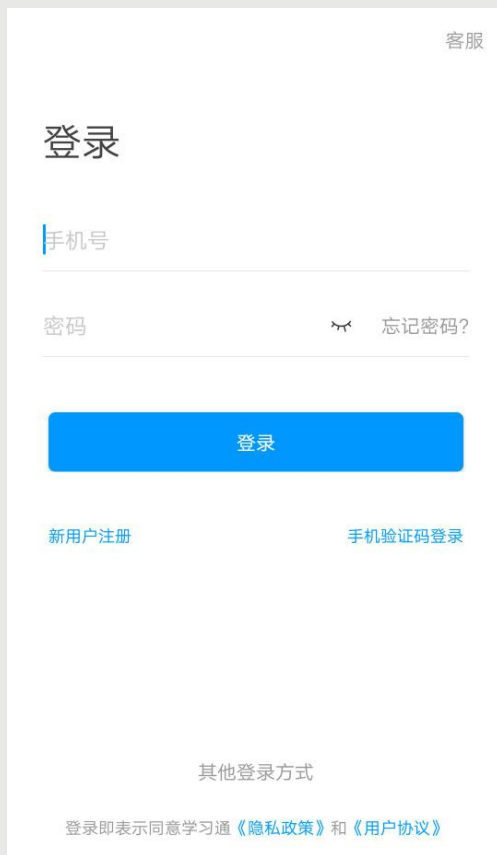 客服
登录
手机号
密码 忘记密码?
登录
新用户注册 手机验证码登录
其他登录方式
登录即表示同意学习通《隐私政策》和《用户协议》